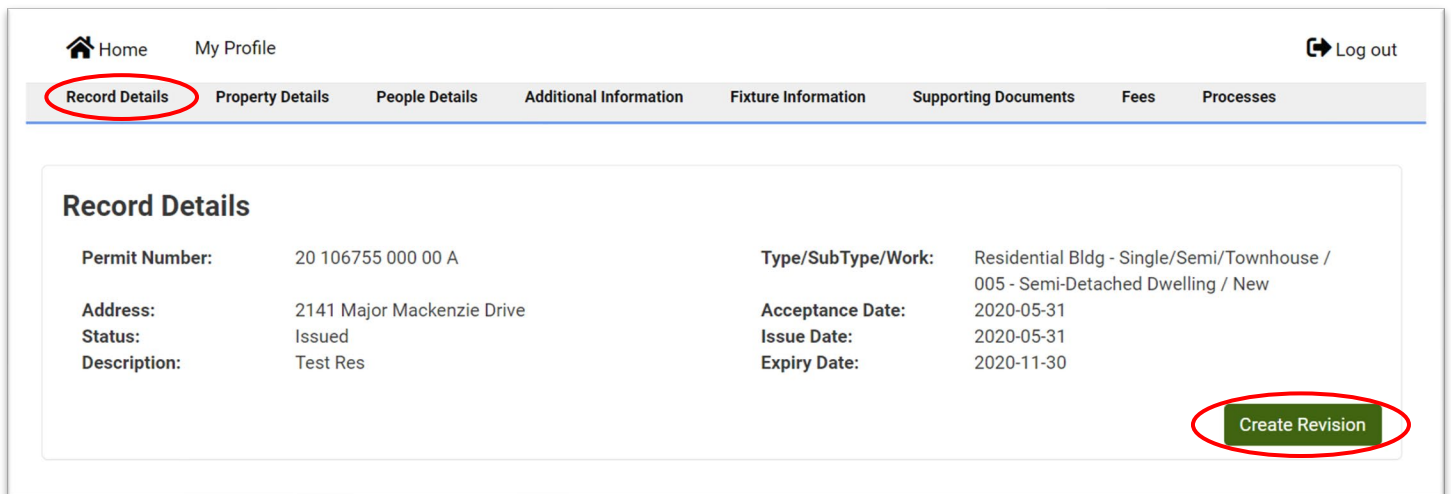 Home My Profile Log out
Record Details Property Details People Details Additional Information Fixture Information Supporting Documents Fees Processes
Record Details
Permit Number: 20 106755 000 00 A Type/SubType/Work: Residential Bldg - Single/Semi/Townhouse /
005 - Semi-Detached Dwelling / New
Address: 2141 Major Mackenzie Drive Acceptance Date: 2020-05-31
Status: Issued Issue Date: 2020-05-31
Description: Test Res Expiry Date: 2020-11-30
Create Revision